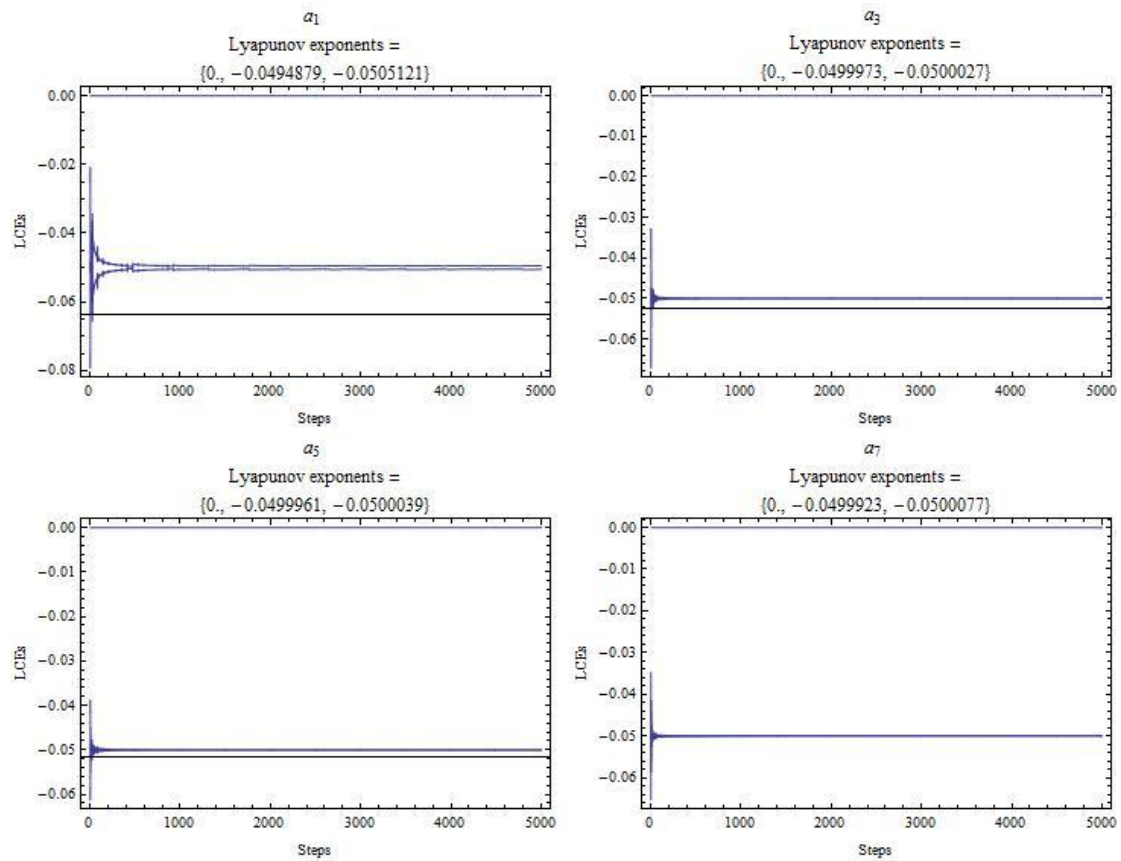 a1
Lyapunov exponents =
{0., −0.0494879, −0.0505121}
0.00
−0.02
−0.04
−0.06
−0.08
LCEs
0 1000 2000 3000 4000 5000
Steps
a3
Lyapunov exponents =
{0., −0.0499973, −0.0500027}
0.00
−0.01
−0.02
−0.03
−0.04
−0.05
−0.06
LCEs
0 1000 2000 3000 4000 5000
Steps
a5
Lyapunov exponents =
{0., −0.0499961, −0.0500039}
0.00
−0.01
−0.02
−0.03
−0.04
−0.05
−0.06
LCEs
0 1000 2000 3000 4000 5000
Steps
a7
Lyapunov exponents =
{0., −0.0499923, −0.0500077}
0.00
−0.01
−0.02
−0.03
−0.04
−0.05
−0.06
LCEs
0 1000 2000 3000 4000 5000
Steps